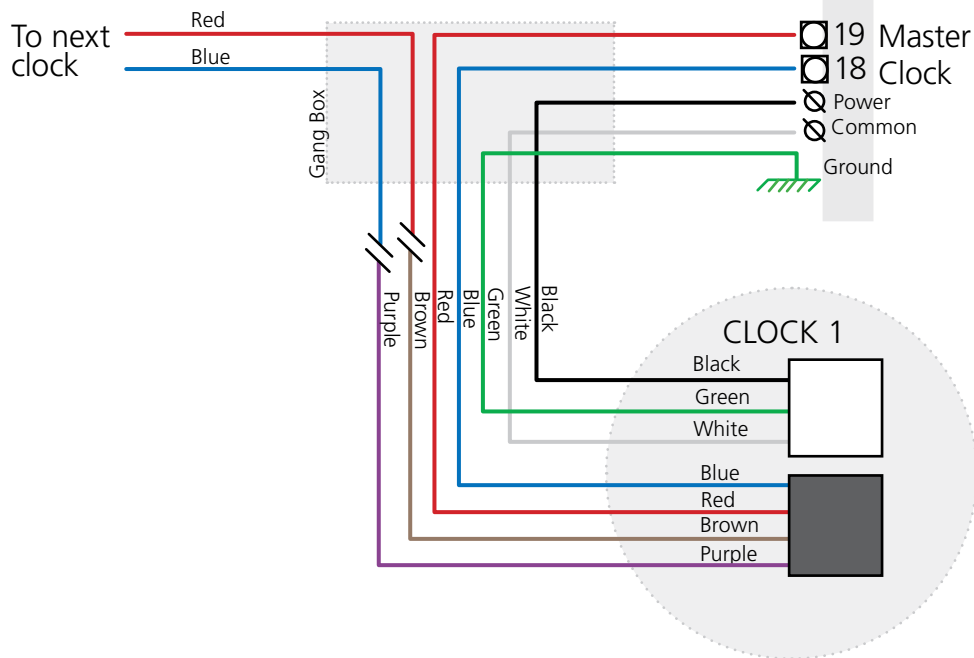 Red
To next
clock
Blue
19 Master
18 Clock
Power
Common
Ground
Gang Box
Purple
Brown
Red
Blue
Green
White
Black
CLOCK 1
Black
Green
White
Blue
Red
Brown
Purple